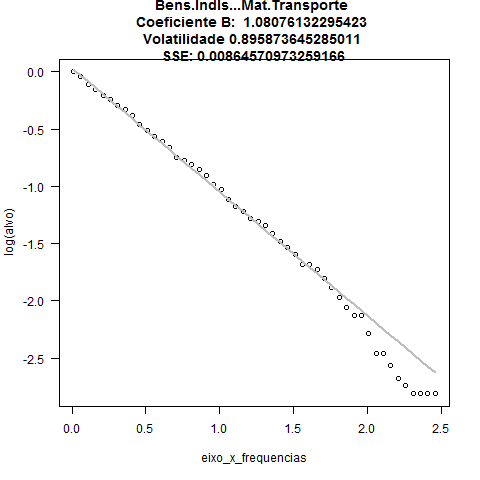 Bens.Indls...Mat.Transporte
Coeficiente B:  1.08076132295423
Volatilidade 0.895873645285011
SSE: 0.00864570973259166
0.0
-0.5
-1.0
-1.5
-2.0
-2.5
log(alvo)
0.0 0.5 1.0 1.5 2.0 2.5
eixo_x_frequencias